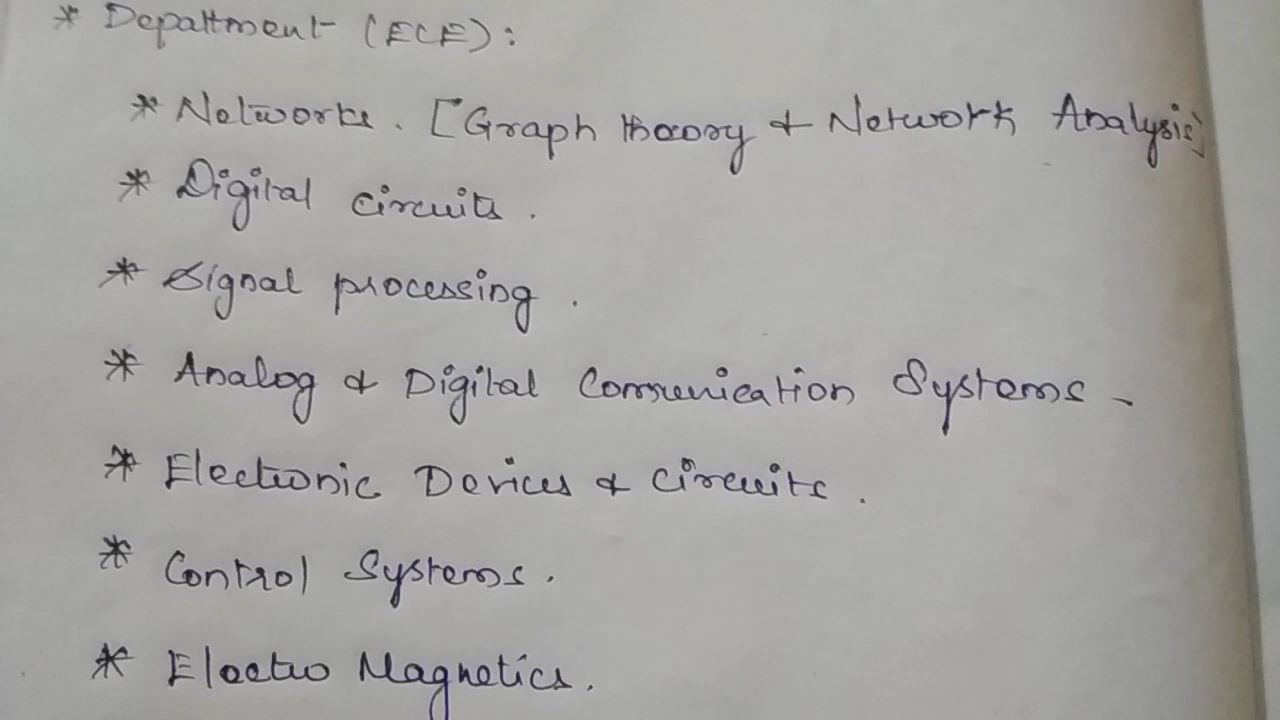 * Department (ECE):
* Networks. [Graph theory & Network Analysis]
* Digital circuits.
* Signal processing.
* Analog & Digital Communication Systems.
* Electronic Devices & Circuits.
* Control Systems.
* Electro Magnetics.